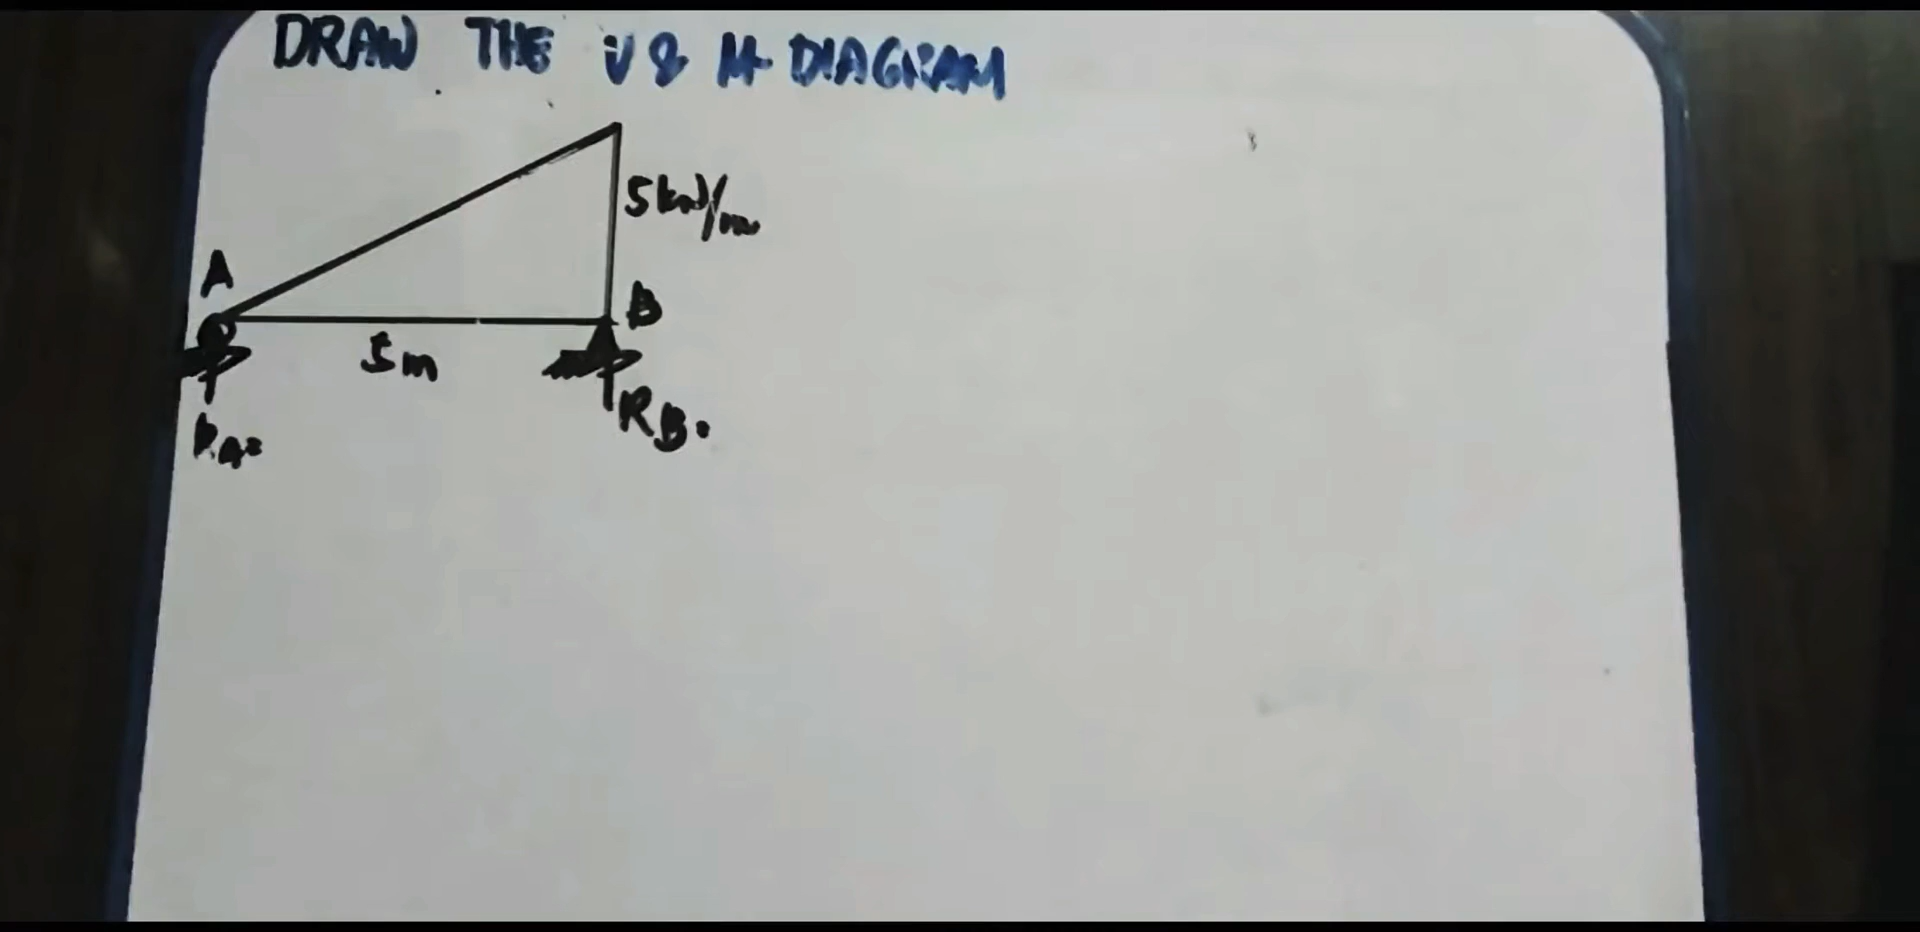 DRAW THE V & M DIAGRAM
5kN/m
A
B
5m
RB=
RA=